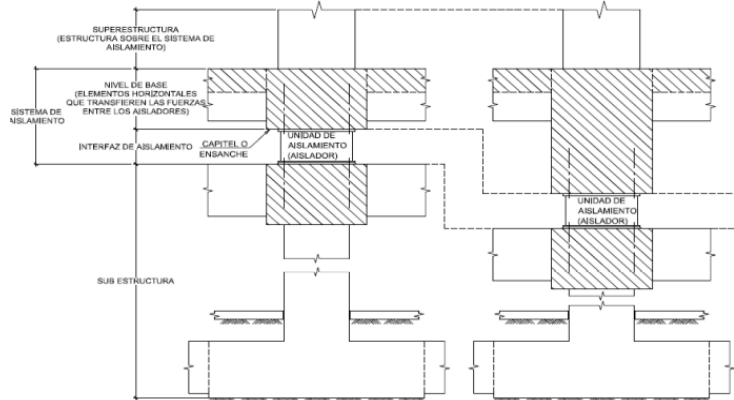 SUPERESTRUCTURA
(ESTRUCTURA SOBRE EL SISTEMA DE
AISLAMIENTO)
NIVEL DE BASE
(ELEMENTOS HORIZONTALES
QUE TRANSFIEREN LAS FUERZAS
ENTRE LOS AISLADORES)
SISTEMA DE
AISLAMIENTO
INTERFAZ DE AISLAMIENTO
CAPITEL O
ENSANCHE
UNIDAD DE
AISLAMIENTO
(AISLADOR)
UNIDAD DE
AISLAMIENTO
(AISLADOR)
SUB ESTRUCTURA